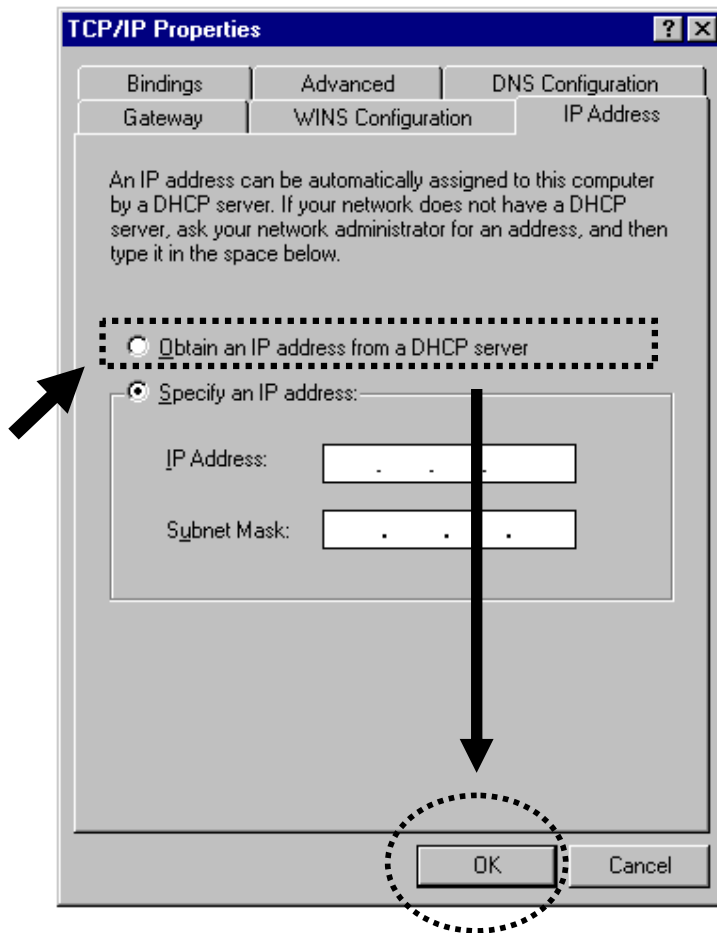 TCP/IP Properties
Bindings
Advanced
DNS Configuration
Gateway
WINS Configuration
IP Address
An IP address can be automatically assigned to this computer
by a DHCP server. If your network does not have a DHCP
server, ask your network administrator for an address, and then
type it in the space below.
Obtain an IP address from a DHCP server
Specify an IP address:
IP Address:
Subnet Mask:
OK
Cancel